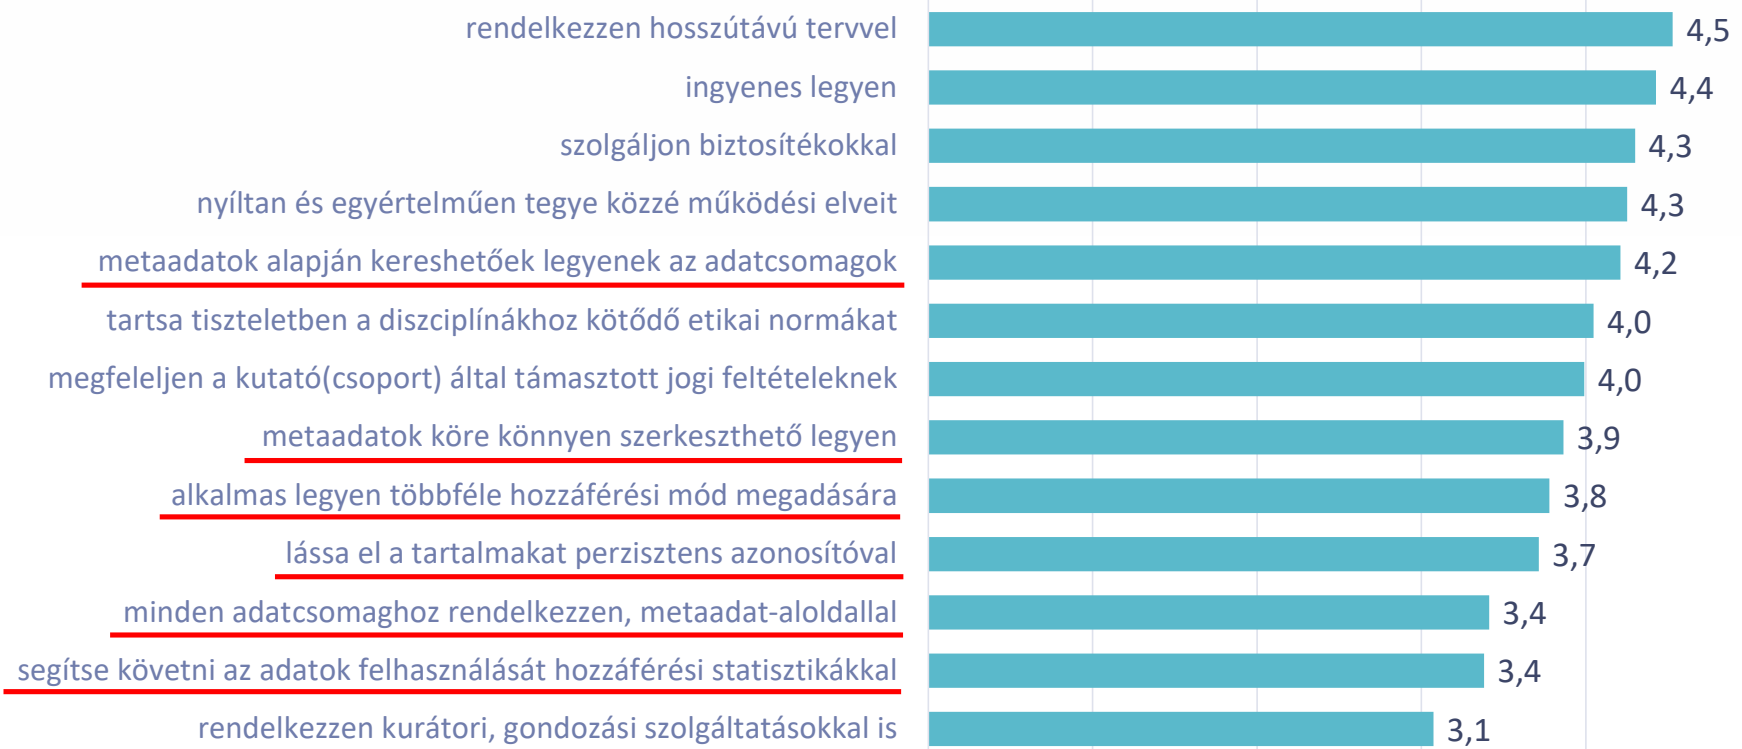 rendelkezzen hosszútávú tervvel 4,5
ingyenes legyen 4,4
szolgáljon biztosítékokkal 4,3
nyíltan és egyértelműen tegye közzé működési elveit 4,3
metaadatok alapján kereshetőek legyenek az adatcsomagok 4,2
tartsa tiszteletben a diszciplínákhoz kötődő etikai normákat 4,0
megfeleljen a kutató(csoport) által támasztott jogi feltételeknek 4,0
metaadatok köre könnyen szerkeszthető legyen 3,9
alkalmas legyen többféle hozzáférési mód megadására 3,8
lássa el a tartalmakat perzisztens azonosítóval 3,7
minden adatcsomaghoz rendelkezzen, metaadat-aloldallal 3,4
segítse követni az adatok felhasználását hozzáférési statisztikákkal 3,4
rendelkezzen kurátori, gondozási szolgáltatásokkal is 3,1